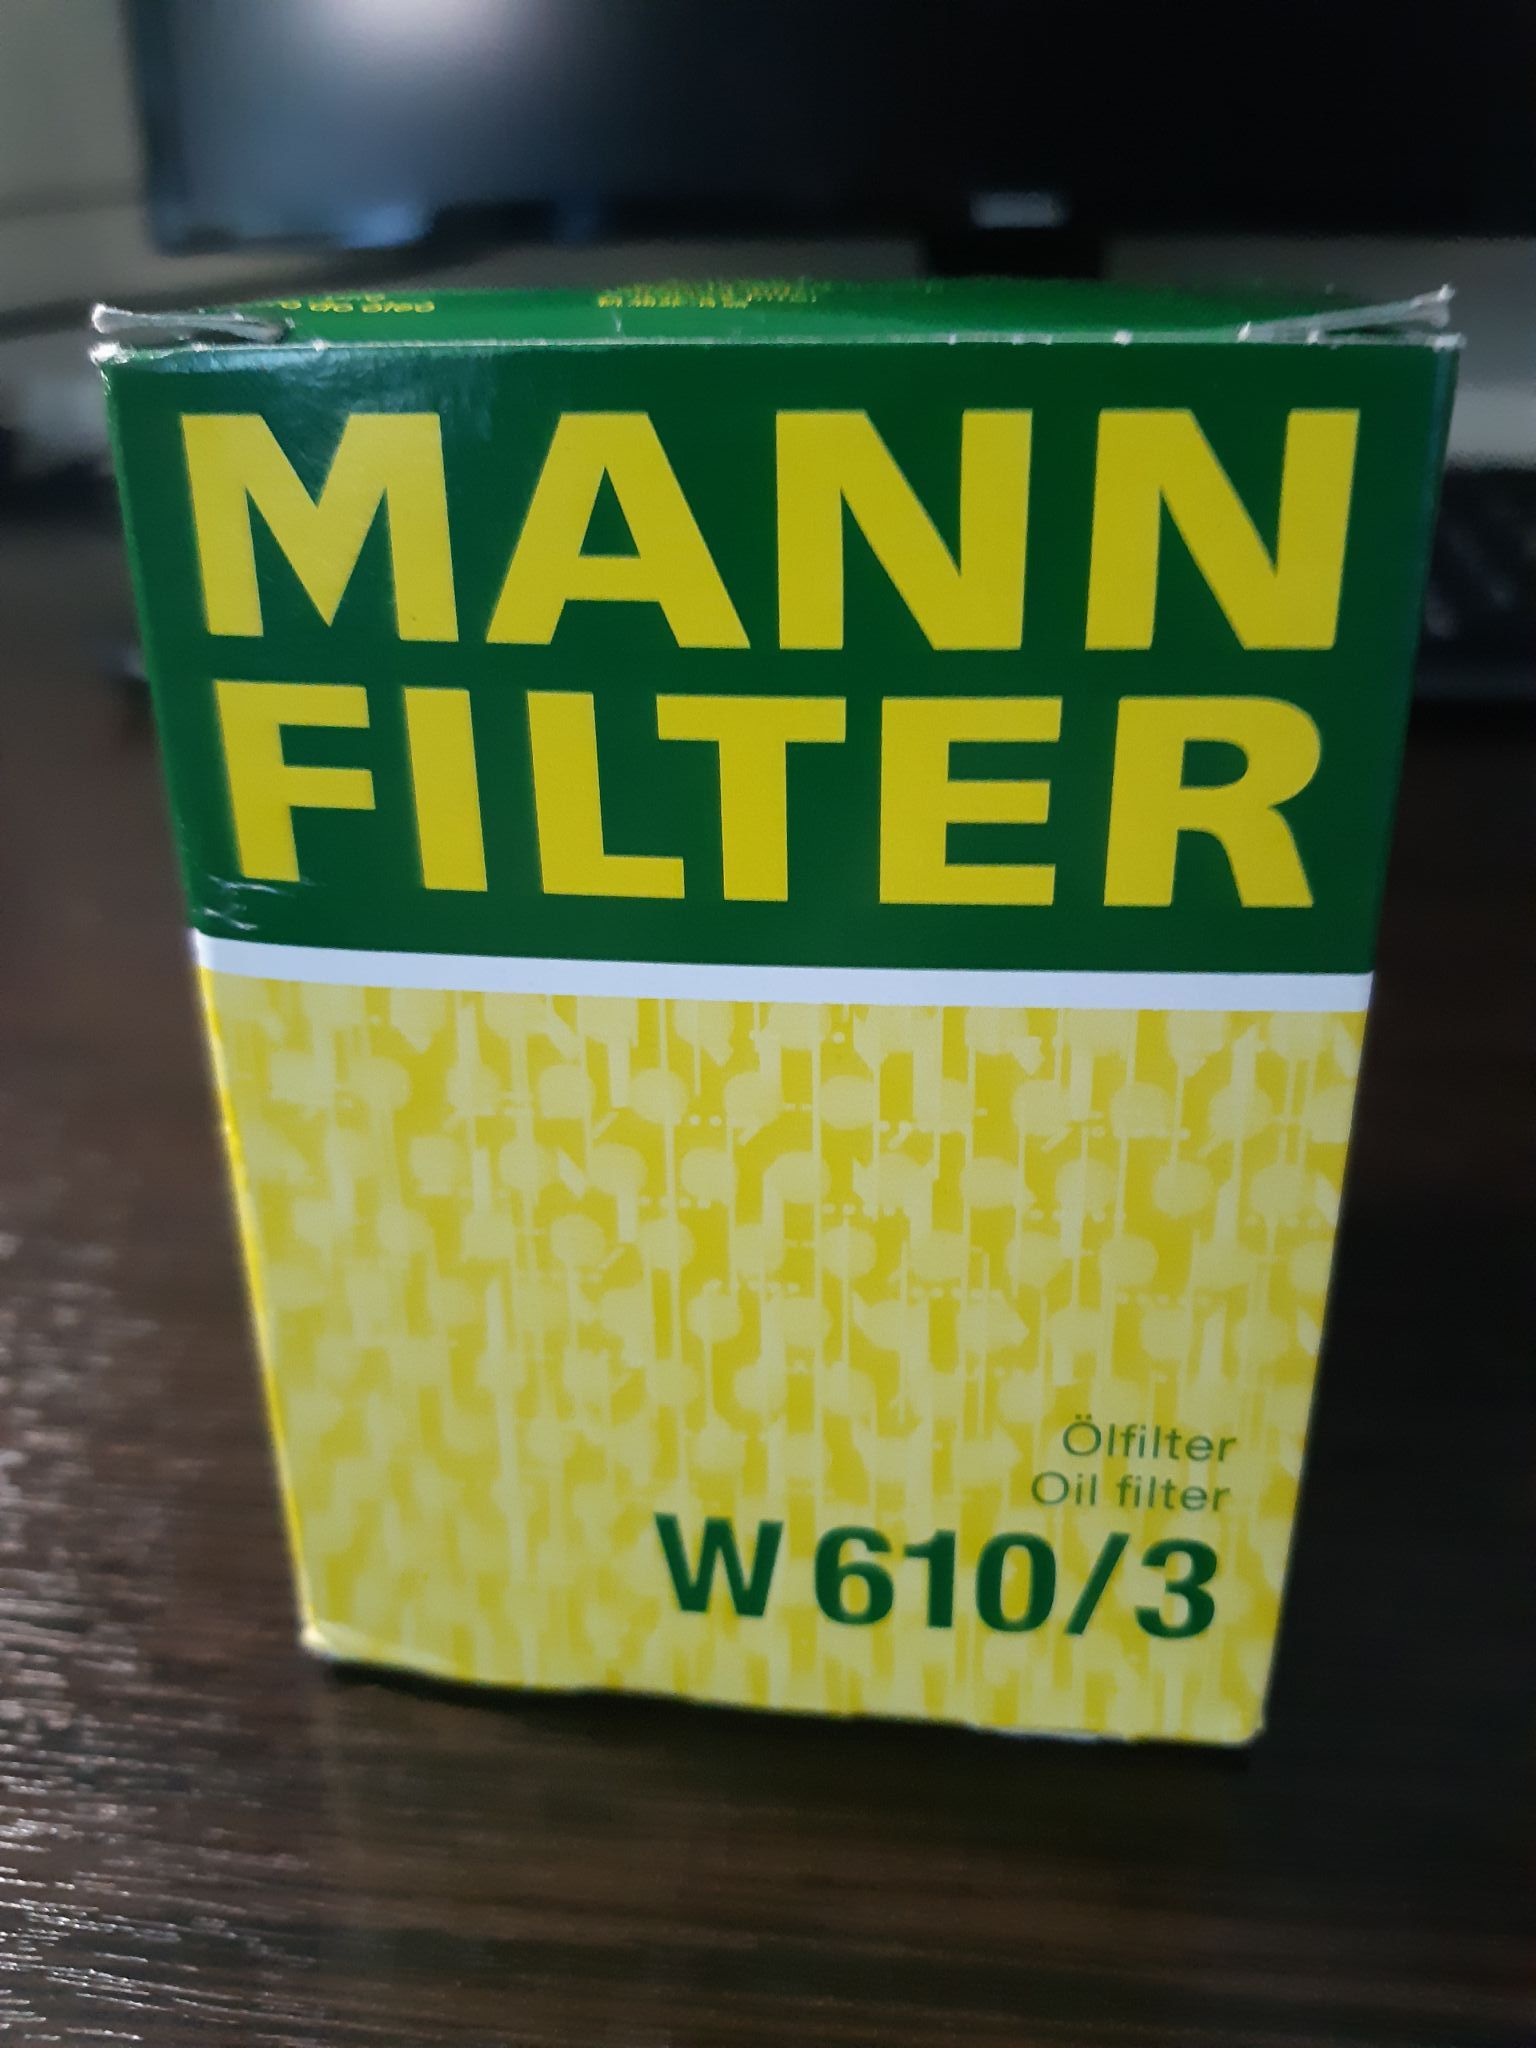 MANN
FILTER
Ölfilter
Oil filter
W 610/3